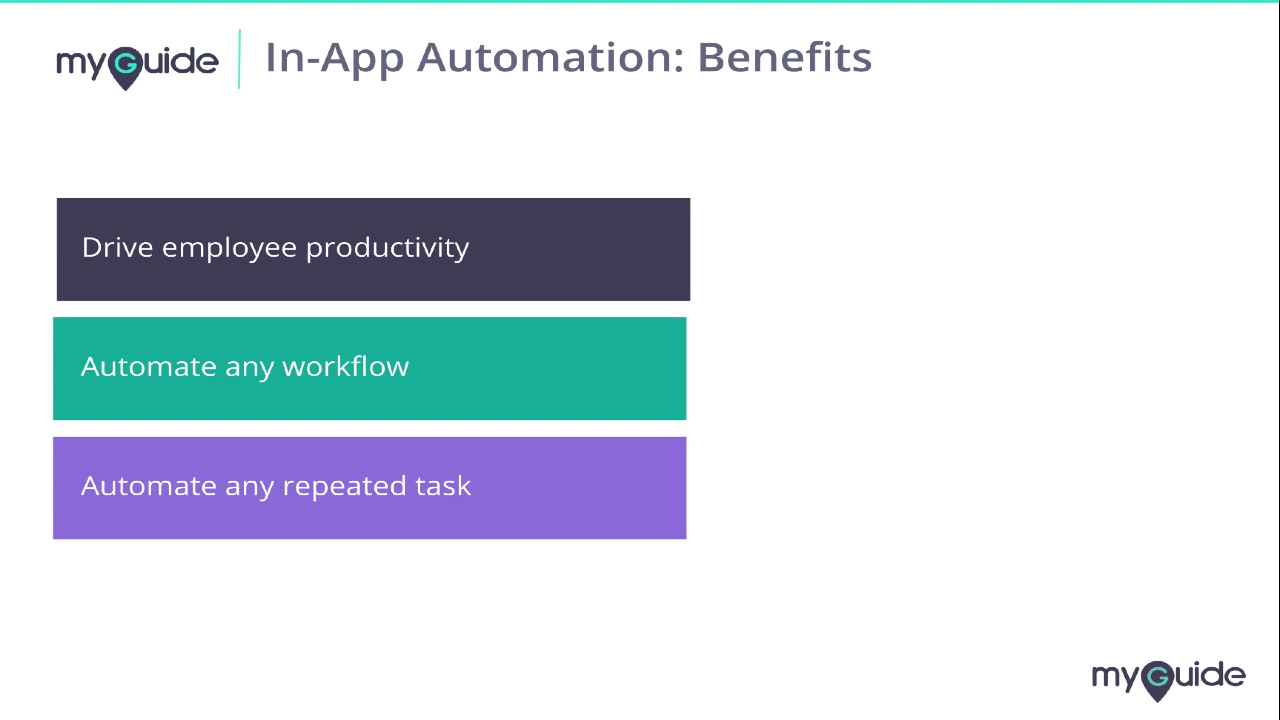 myGuide
In-App Automation: Benefits
Drive employee productivity
Automate any workflow
Automate any repeated task
myGuide